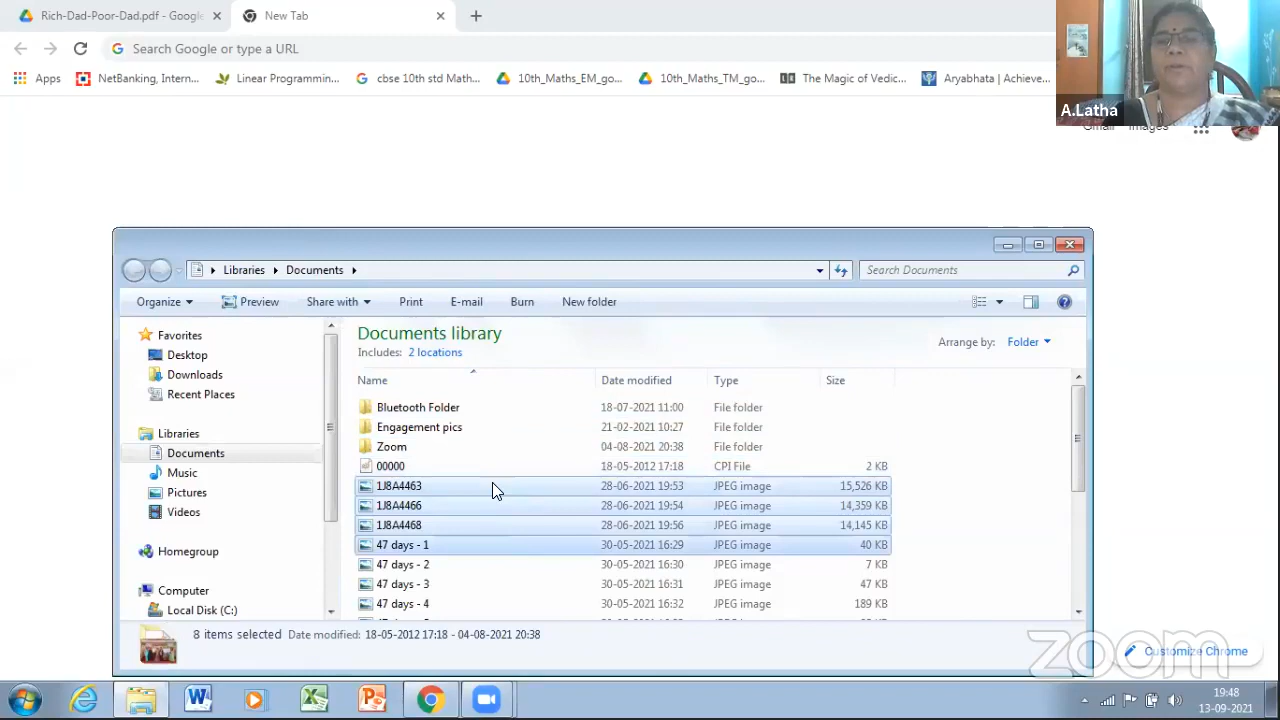 Rich-Dad-Poor-Dad.pdf - Google
New Tab
Search Google or type a URL
Apps
NetBanking, Intern...
Linear Programmin...
cbse 10th std Math...
10th_Maths_EM_go...
10th_Maths_TM_go...
The Magic of Vedic...
Aryabhata | Achieve...
A.Latha
Gmail Images
Libraries Documents
Search Documents
Organize Preview Share with Print E-mail Burn New folder
Favorites
Desktop
Downloads
Recent Places
Libraries
Documents
Music
Pictures
Videos
Homegroup
Computer
Local Disk (C:)
Documents library
Includes: 2 locations
Arrange by: Folder
Name Date modified Type Size
Bluetooth Folder 18-07-2021 11:00 File folder
Engagement pics 21-02-2021 10:27 File folder
Zoom 04-08-2021 20:38 File folder
00000 18-05-2012 17:18 CPI File 2 KB
1J8A4463 28-06-2021 19:53 JPEG image 15,526 KB
1J8A4466 28-06-2021 19:54 JPEG image 14,359 KB
1J8A4468 28-06-2021 19:56 JPEG image 14,145 KB
47 days - 1 30-05-2021 16:29 JPEG image 40 KB
47 days - 2 30-05-2021 16:30 JPEG image 7 KB
47 days - 3 30-05-2021 16:31 JPEG image 47 KB
47 days - 4 30-05-2021 16:32 JPEG image 189 KB
8 items selected Date modified: 18-05-2012 17:18 - 04-08-2021 20:38
zoom
Customize Chrome
19:48
13-09-2021